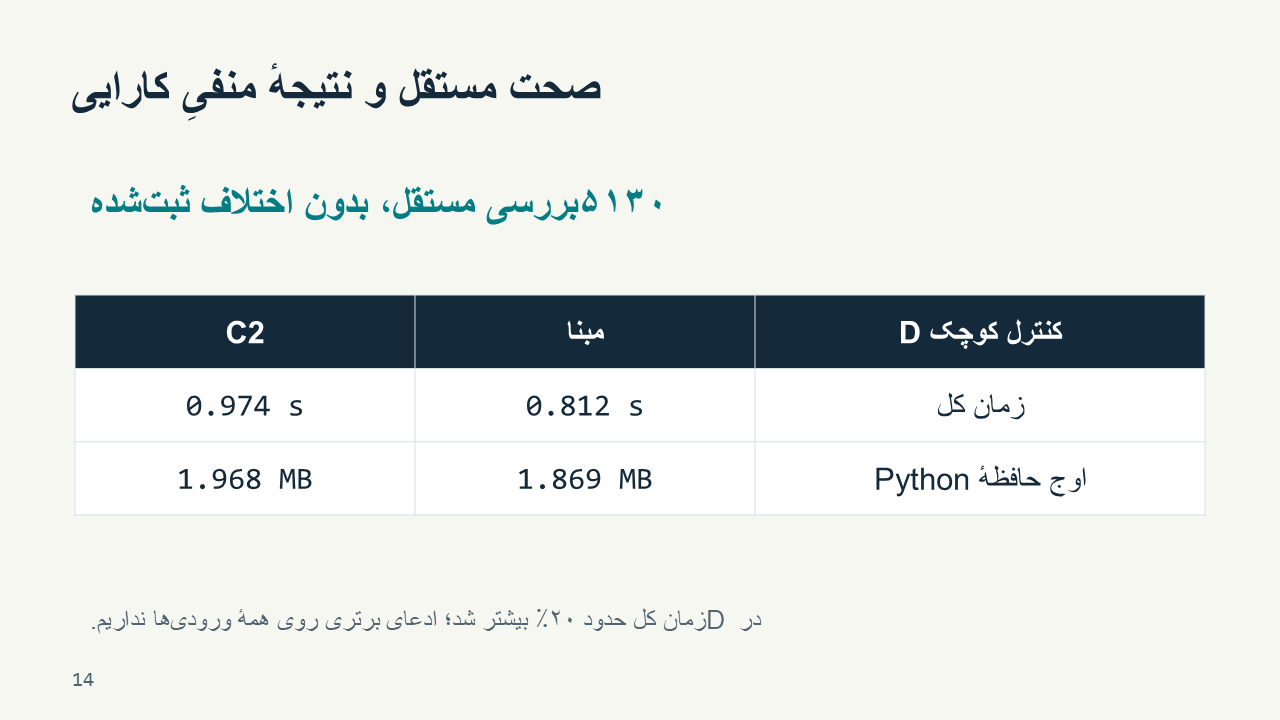 صحت مستقل و نتیجهٔ منفیِ کارایی
۵۱۳۰بررسی مستقل، بدون اختلاف ثبت‌شده
کنترل کوچک D مبنا C2
زمان کل 0.812 s 0.974 s
اوج حافظهٔ Python 1.869 MB 1.968 MB
در Dزمان کل حدود ۲۰٪ بیشتر شد؛ ادعای برتری روی همهٔ ورودی‌ها نداریم.
14